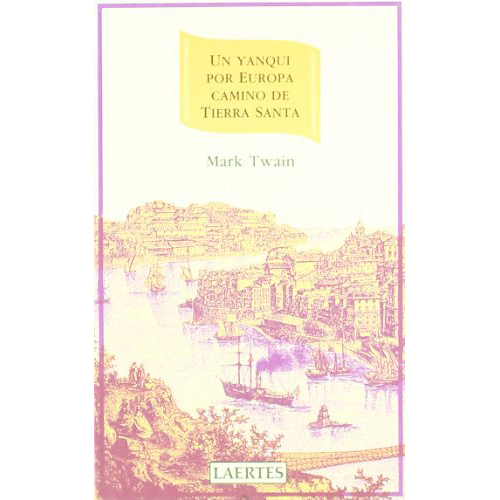 UN YANQUI
POR EUROPA
CAMINO DE
TIERRA SANTA
Mark Twain
LAERTES